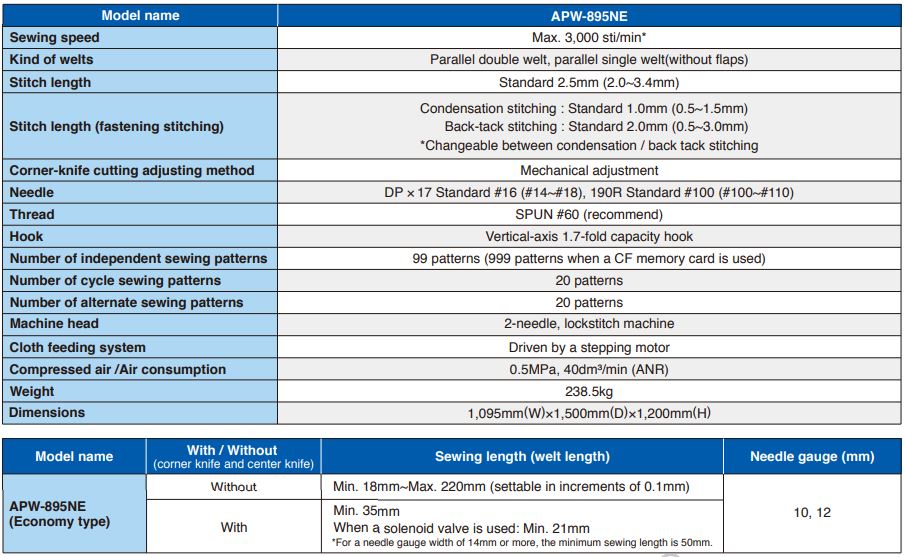 Model name APW-895NE
Sewing speed Max. 3,000 sti/min*
Kind of welts Parallel double welt, parallel single welt(without flaps)
Stitch length Standard 2.5mm (2.0~3.4mm)
Stitch length (fastening stitching) Condensation stitching : Standard 1.0mm (0.5~1.5mm)
Back-tack stitching : Standard 2.0mm (0.5~3.0mm)
*Changeable between condensation / back tack stitching
Corner-knife cutting adjusting method Mechanical adjustment
Needle DP × 17 Standard #16 (#14~#18), 190R Standard #100 (#100~#110)
Thread SPUN #60 (recommend)
Hook Vertical-axis 1.7-fold capacity hook
Number of independent sewing patterns 99 patterns (999 patterns when a CF memory card is used)
Number of cycle sewing patterns 20 patterns
Number of alternate sewing patterns 20 patterns
Machine head 2-needle, lockstitch machine
Cloth feeding system Driven by a stepping motor
Compressed air /Air consumption 0.5MPa, 40dm³/min (ANR)
Weight 238.5kg
Dimensions 1,095mm(W)×1,500mm(D)×1,200mm(H)
Model name With / Without
(corner knife and center knife) Sewing length (welt length) Needle gauge (mm)
APW-895NE
(Economy type)
Without Min. 18mm~Max. 220mm (settable in increments of 0.1mm)
With Min. 35mm
When a solenoid valve is used: Min. 21mm
*For a needle gauge width of 14mm or more, the minimum sewing length is 50mm.
10, 12